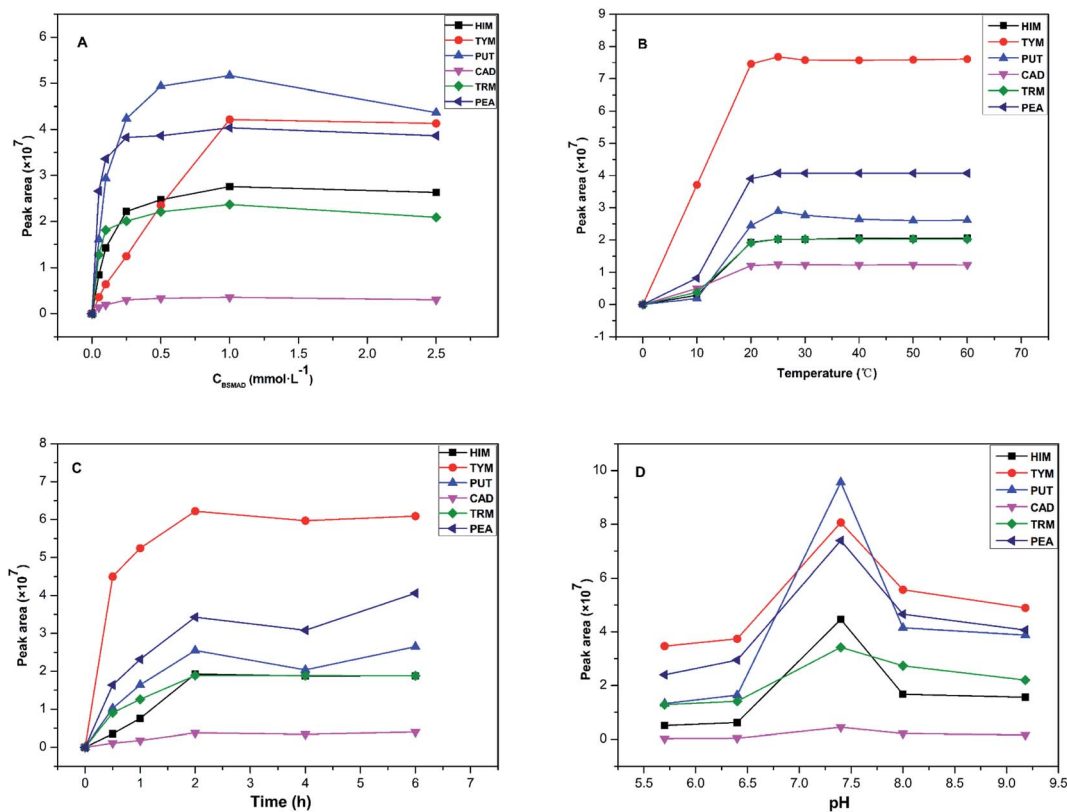 A
HIM
TYM
PUT
CAD
TRM
PEA
Peak area (×10⁷)
6
5
4
3
2
1
0
0.0 0.5 1.0 1.5 2.0 2.5
C_BSMAD (mmol·L⁻¹)
B
HIM
TYM
PUT
CAD
TRM
PEA
Peak area (×10⁷)
9
8
7
6
5
4
3
2
1
0
-1
0 10 20 30 40 50 60 70
Temperature (℃)
C
HIM
TYM
PUT
CAD
TRM
PEA
Peak area (×10⁷)
8
7
6
5
4
3
2
1
0
0 1 2 3 4 5 6 7
Time (h)
D
HIM
TYM
PUT
CAD
TRM
PEA
Peak area (×10⁷)
10
8
6
4
2
0
5.5 6.0 6.5 7.0 7.5 8.0 8.5 9.0 9.5
pH